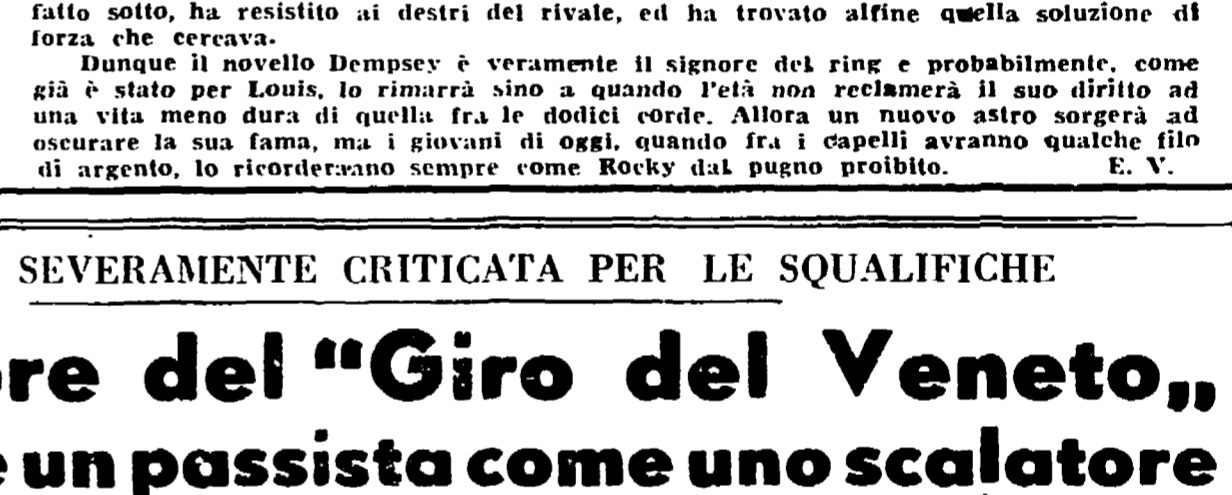 fatto sotto, ha resistito ai destri del rivale, ed ha trovato alfine quella soluzione di
forza che cercava.
Dunque il novello Dempsey è veramente il signore del ring e probabilmente, come
già è stato per Louis, lo rimarrà sino a quando l'età non reclamerà il suo diritto ad
una vita meno dura di quella fra le dodici corde. Allora un nuovo astro sorgerà ad
oscurare la sua fama, ma i giovani di oggi, quando fra i capelli avranno qualche filo
di argento, lo ricorderanno sempre come Rocky dal pugno proibito. E. V.
SEVERAMENTE CRITICATA PER LE SQUALIFICHE
re del "Giro del Veneto„
e un passista come uno scalatore